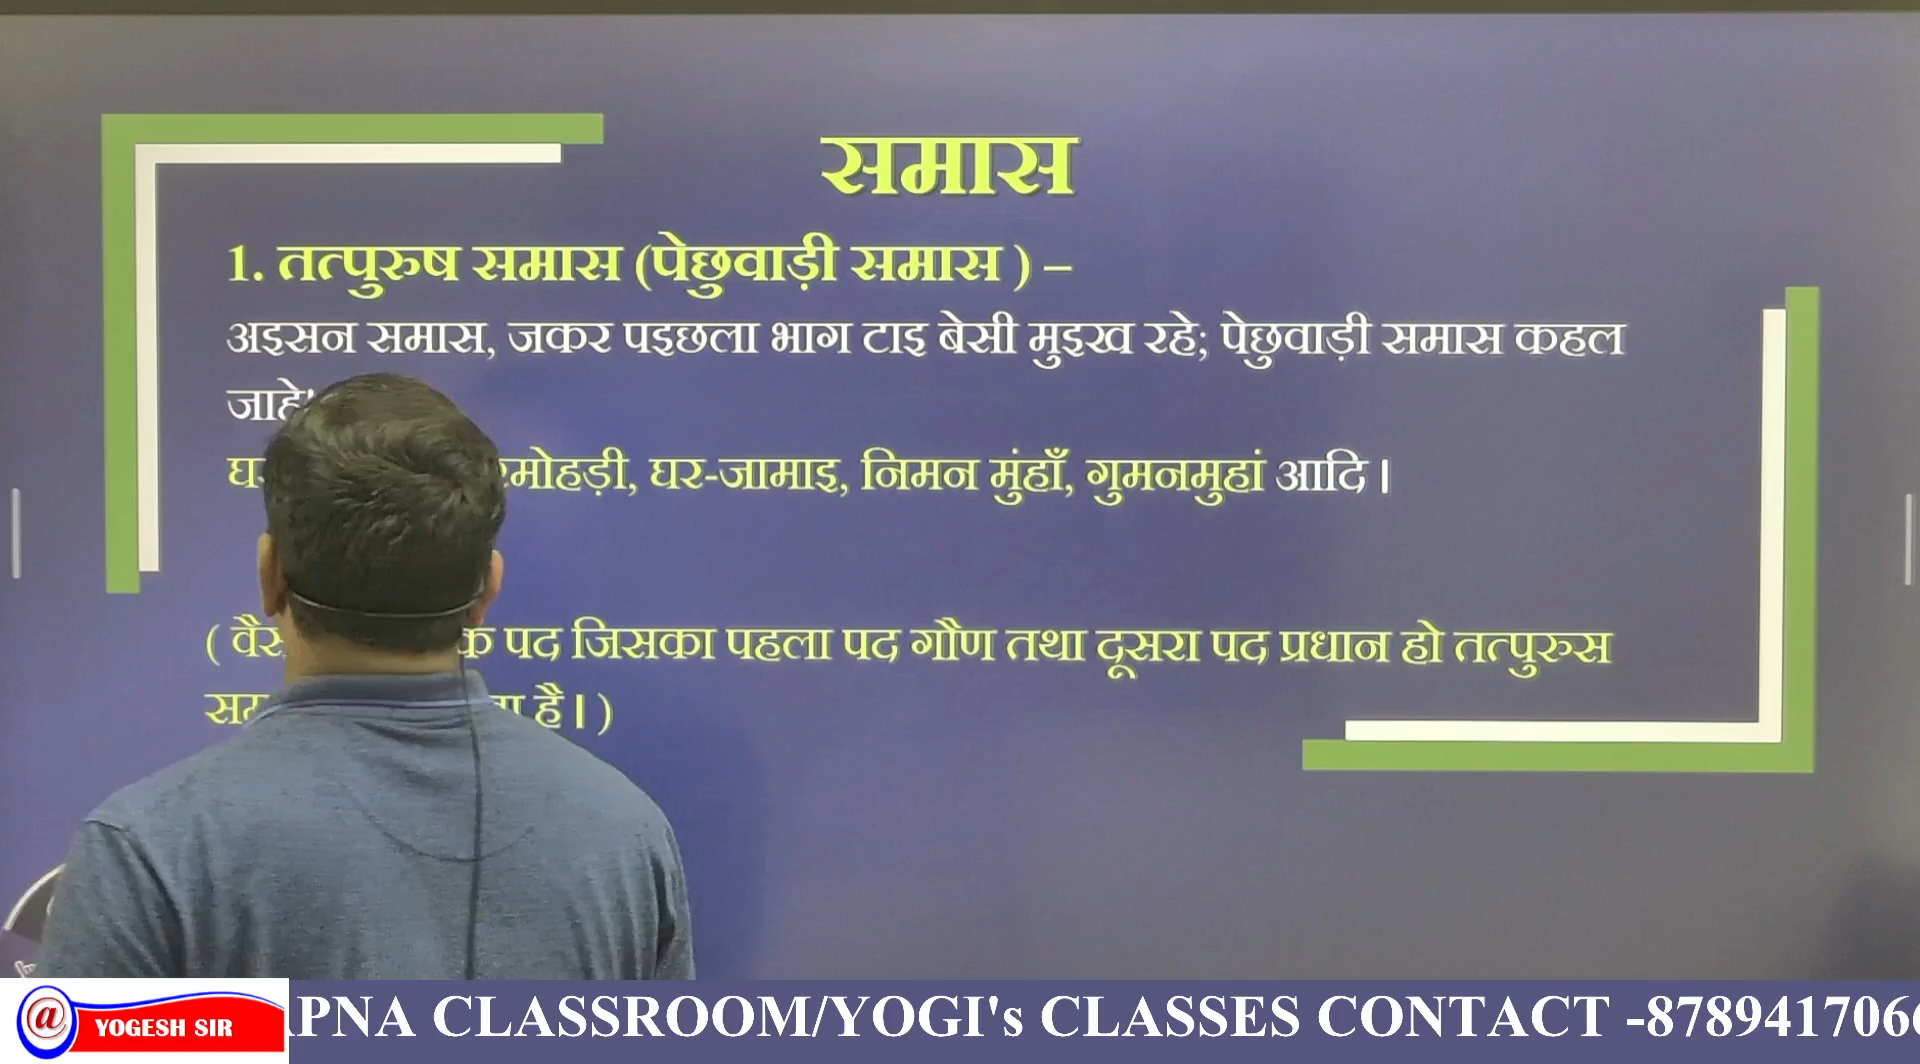 समास
1. तत्पुरुष समास (पेछुवाड़ी समास ) –
अइसन समास, जकर पइछला भाग टाइ बेसी मुइख रहे; पेछुवाड़ी समास कहल
जाहे
घर-जामाइ, निमन मुंहाँ, गुमनमुहां आदि ।
( पद जिसका पहला पद गौण तथा दूसरा पद प्रधान हो तत्पुरुस
है । )
@ YOGESH SIR
PNA CLASSROOM/YOGI's CLASSES CONTACT -878941706